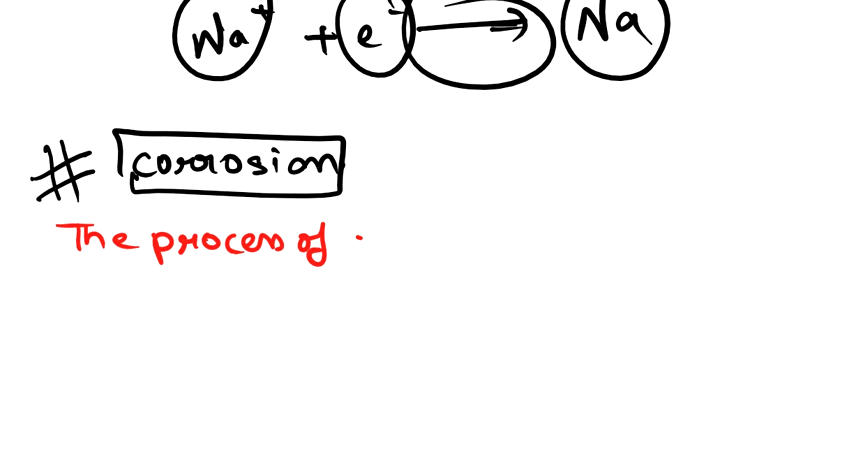 Na⁺ + e⁻ → Na
# corrosion
The process of